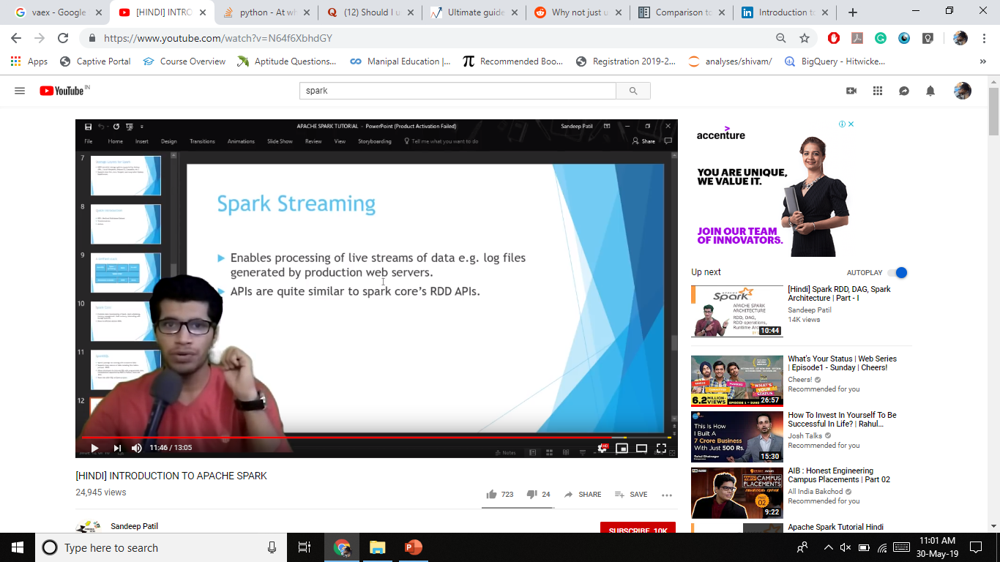 vaex - Google
[HINDI] INTRO
python - At wh
(12) Should I u
Ultimate guide
Why not just u
Comparison to
Introduction to
https://www.youtube.com/watch?v=N64f6XbhdGY
Apps
Captive Portal
Course Overview
Aptitude Questions...
Manipal Education |...
Recommended Boo...
Registration 2019-2...
analyses/shivam/
BigQuery - Hitwicke...
YouTube IN
spark
APACHE SPARK TUTORIAL - PowerPoint (Product Activation Failed)
Sandeep Patil
File Home Insert Design Transitions Animations Slide Show Review View Storyboarding Tell me what you want to do
Share
7
8
9
10
11
12
Spark Streaming
Enables processing of live streams of data e.g. log files
generated by production web servers.
APIs are quite similar to spark core's RDD APIs.
Notes
11:46 / 13:05
HD
[HINDI] INTRODUCTION TO APACHE SPARK
24,945 views
723
24
SHARE
SAVE
Sandeep Patil
SUBSCRIBE 10K
accenture
YOU ARE UNIQUE,
WE VALUE IT.
JOIN OUR TEAM
OF INNOVATORS.
Up next
AUTOPLAY
APACHE
Spark
APACHE SPARK
ARCHITECTURE
RDD, DAG,
RDD operations,
Runtime Ar
10:44
[Hindi] Spark RDD, DAG, Spark
Architecture | Part - I
Sandeep Patil
14K views
WHAT'S
YOUR
STATUS
6.2 MILLION+
VIEWS
26:57
What's Your Status | Web Series
| Episode1 - Sunday | Cheers!
Cheers!
Recommended for you
This Is How
I Built A
7 Crore Business
With Just 500 Rs.
15:30
How To Invest In Yourself To Be
Successful In Life? | Rahul...
Josh Talks
Recommended for you
CAMPUS
PLACEMENTS
PART
02
9:22
AIB : Honest Engineering
Campus Placements | Part 02
All India Bakchod
Recommended for you
Apache Spark Tutorial Hindi
Type here to search
11:01 AM
30-May-19